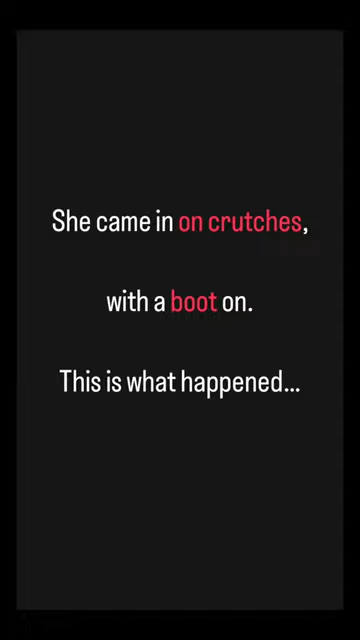 She came in on crutches,
with a boot on.
This is what happened...